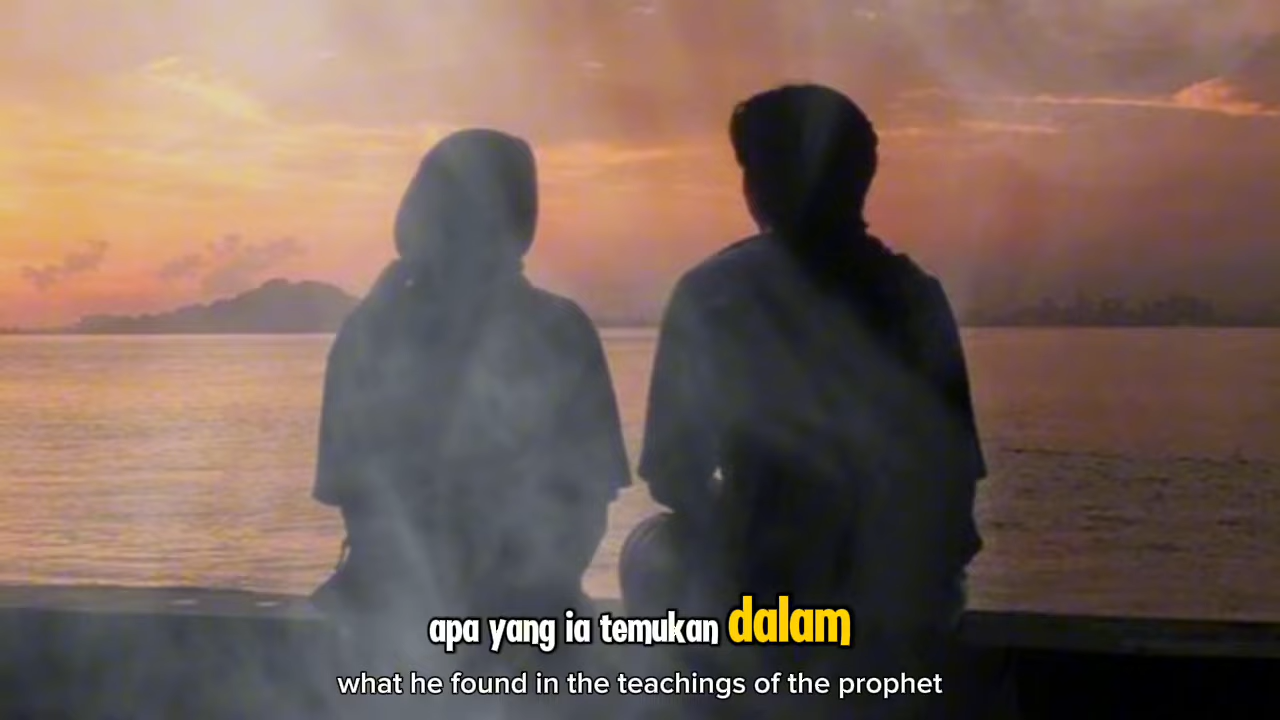 apa yang ia temukan dalam
what he found in the teachings of the prophet